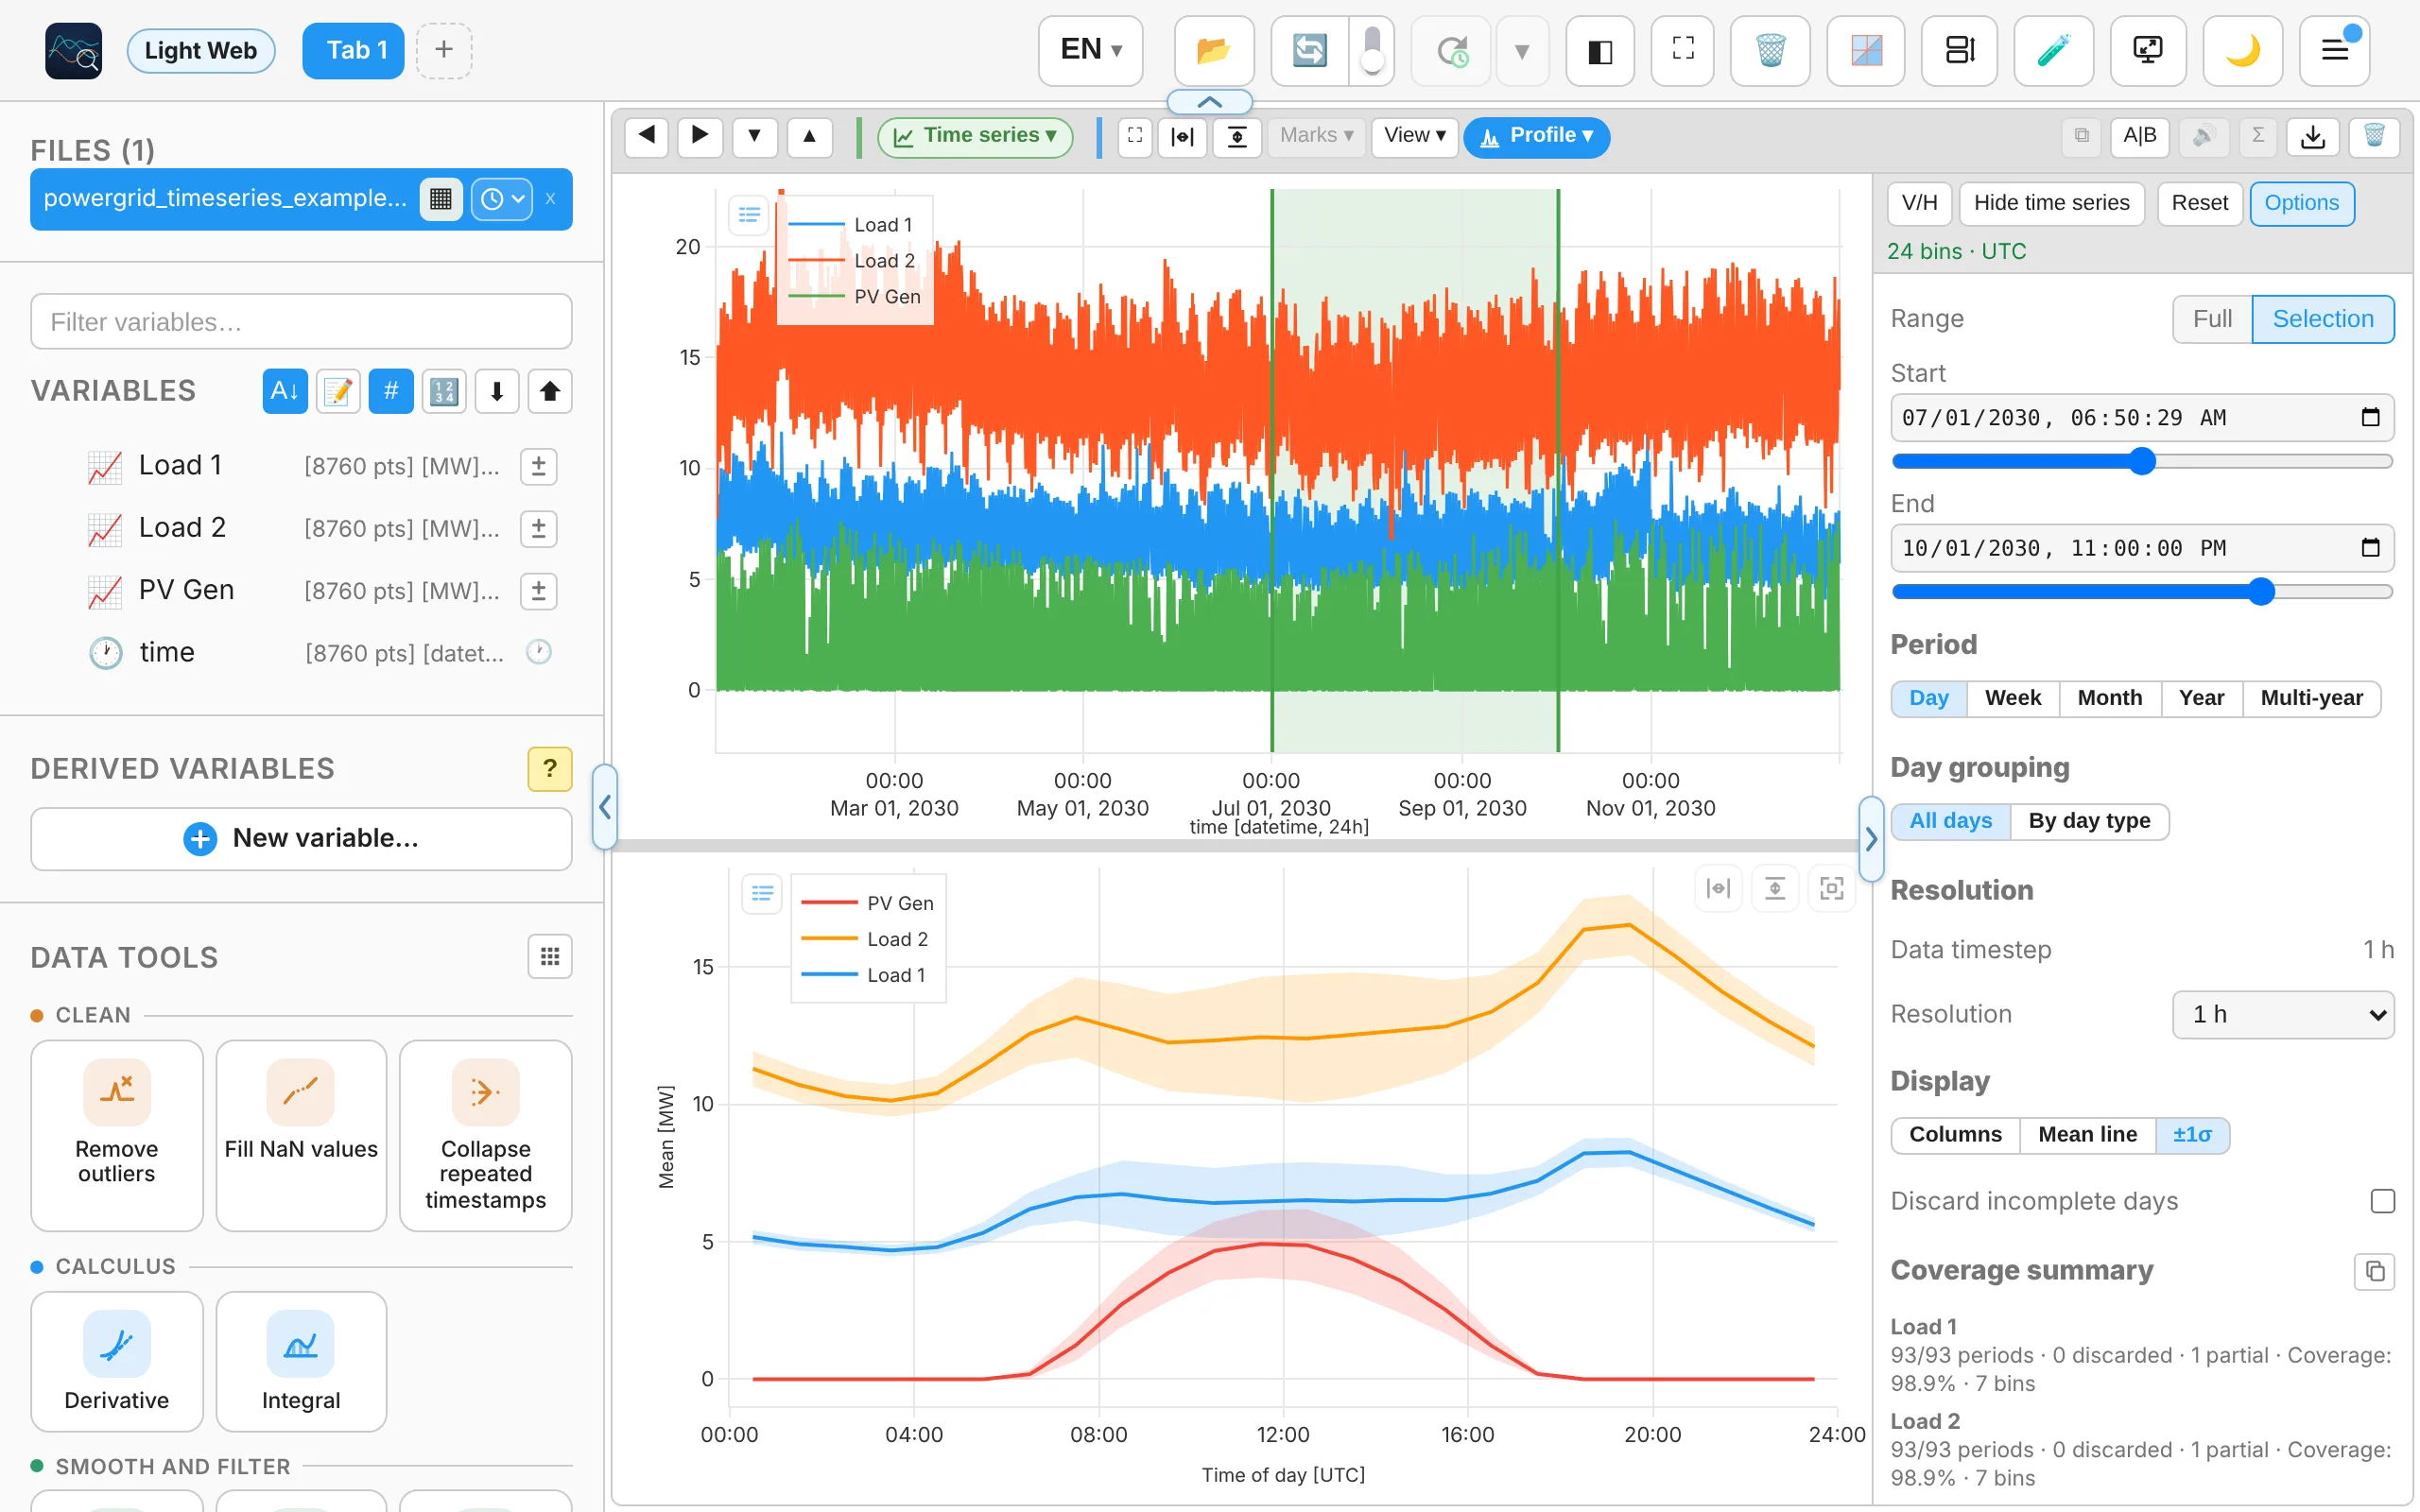 Light Web
Tab 1
+
EN ▾
FILES (1)
powergrid_timeseries_example...
x
Filter variables…
VARIABLES
A↓
#
Load 1 [8760 pts] [MW]... ±
Load 2 [8760 pts] [MW]... ±
PV Gen [8760 pts] [MW]... ±
time [8760 pts] [datet...
DERIVED VARIABLES
?
New variable...
DATA TOOLS
CLEAN
Remove outliers
Fill NaN values
Collapse repeated timestamps
CALCULUS
Derivative
Integral
SMOOTH AND FILTER
Time series ▾
Marks ▾
View ▾
Profile ▾
A|B
Σ
Load 1
Load 2
PV Gen
20
15
10
5
0
00:00 00:00 00:00 00:00 00:00
Mar 01, 2030 May 01, 2030 Jul 01, 2030 Sep 01, 2030 Nov 01, 2030
time [datetime, 24h]
PV Gen
Load 2
Load 1
Mean [MW]
15
10
5
0
00:00 04:00 08:00 12:00 16:00 20:00 24:00
Time of day [UTC]
V/H
Hide time series
Reset
Options
24 bins · UTC
Range
Full
Selection
Start
07/01/2030, 06:50:29 AM
End
10/01/2030, 11:00:00 PM
Period
Day
Week
Month
Year
Multi-year
Day grouping
All days
By day type
Resolution
Data timestep 1 h
Resolution 1 h
Display
Columns
Mean line
±1σ
Discard incomplete days
Coverage summary
Load 1
93/93 periods · 0 discarded · 1 partial · Coverage:
98.9% · 7 bins
Load 2
93/93 periods · 0 discarded · 1 partial · Coverage:
98.9% · 7 bins